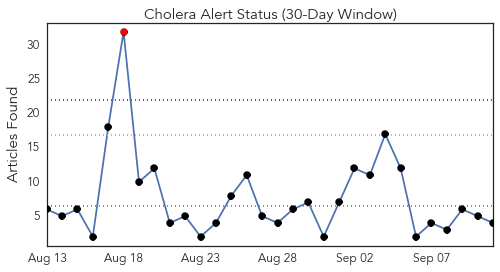 Cholera Alert Status (30-Day Window)
Articles Found
30
25
20
15
10
5
Aug 13 Aug 18 Aug 23 Aug 28 Sep 02 Sep 07